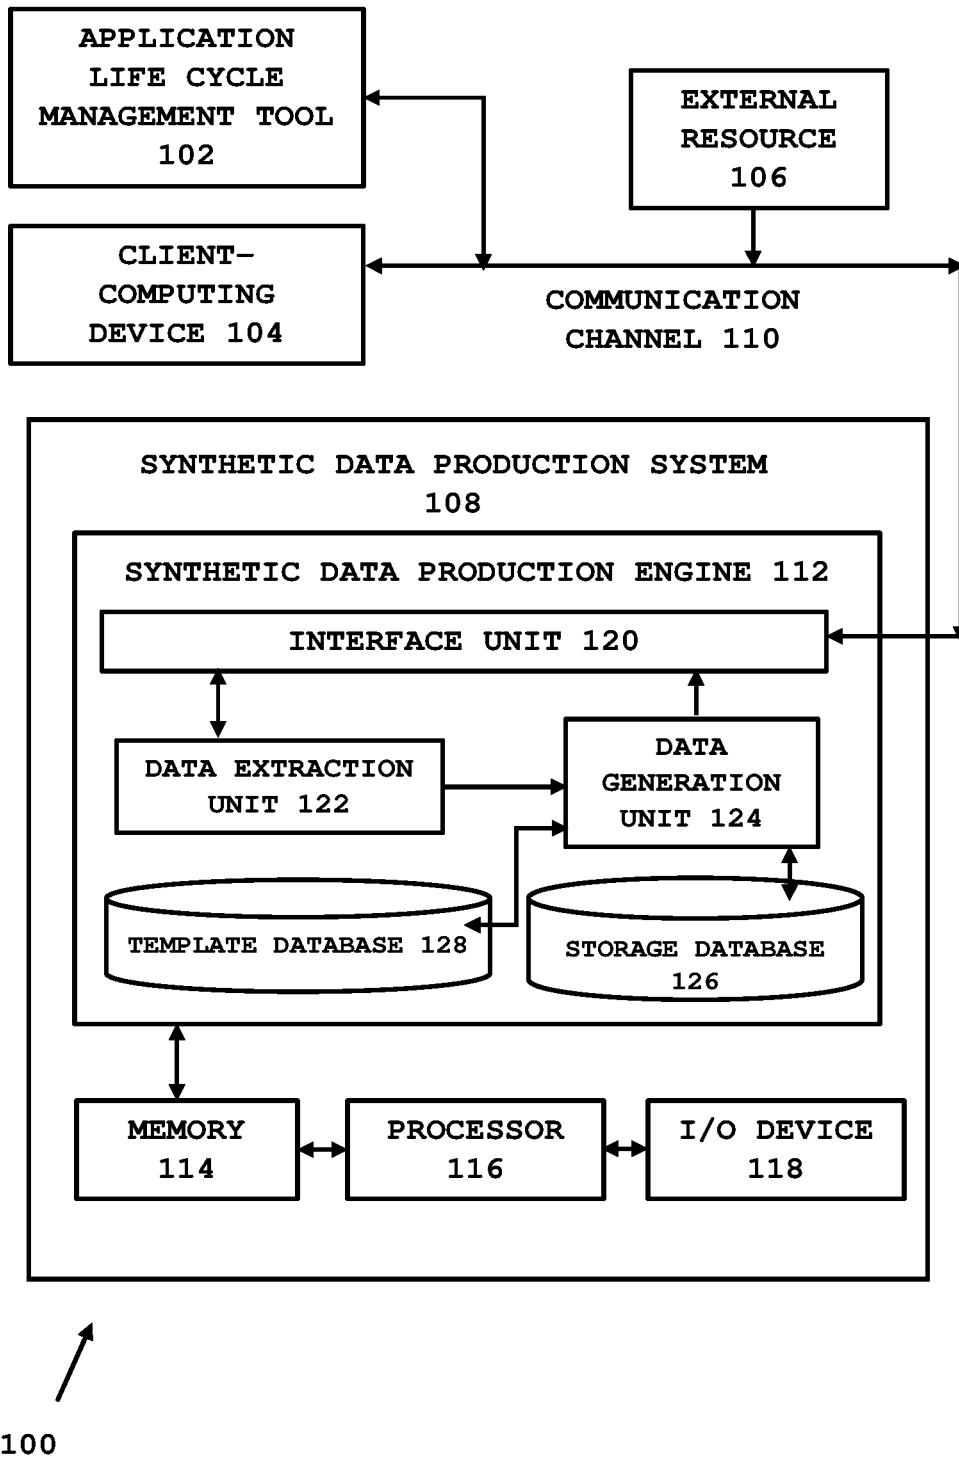 APPLICATION
LIFE CYCLE
MANAGEMENT TOOL
102
EXTERNAL
RESOURCE
106
CLIENT-
COMPUTING
DEVICE 104
COMMUNICATION
CHANNEL 110
SYNTHETIC DATA PRODUCTION SYSTEM
108
SYNTHETIC DATA PRODUCTION ENGINE 112
INTERFACE UNIT 120
DATA EXTRACTION
UNIT 122
DATA
GENERATION
UNIT 124
TEMPLATE DATABASE 128
STORAGE DATABASE
126
MEMORY
114
PROCESSOR
116
I/O DEVICE
118
100